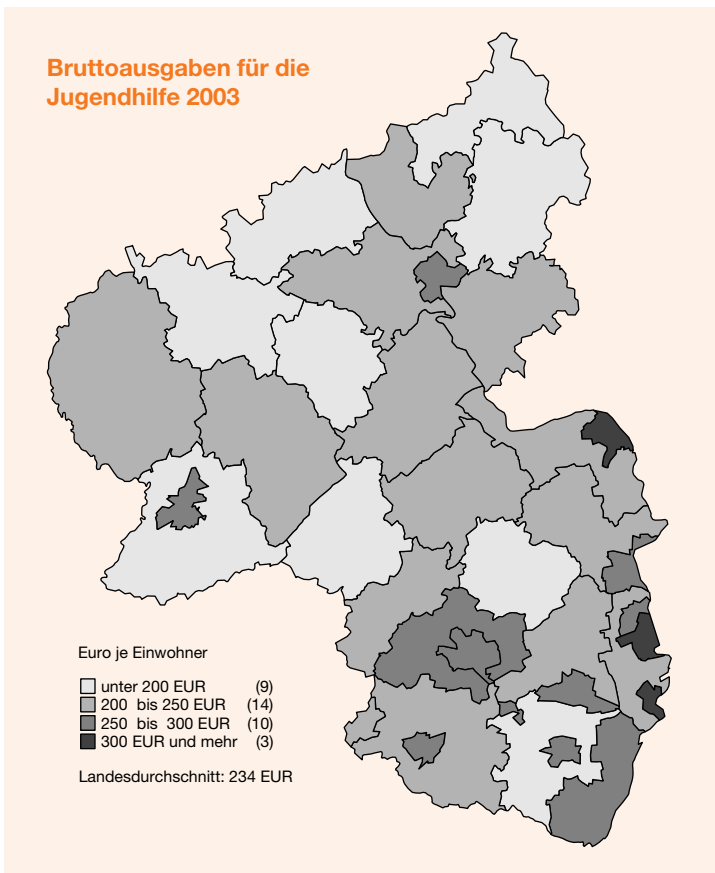 Bruttoausgaben für die
Jugendhilfe 2003
Euro je Einwohner
unter 200 EUR (9)
200 bis 250 EUR (14)
250 bis 300 EUR (10)
300 EUR und mehr (3)
Landesdurchschnitt: 234 EUR